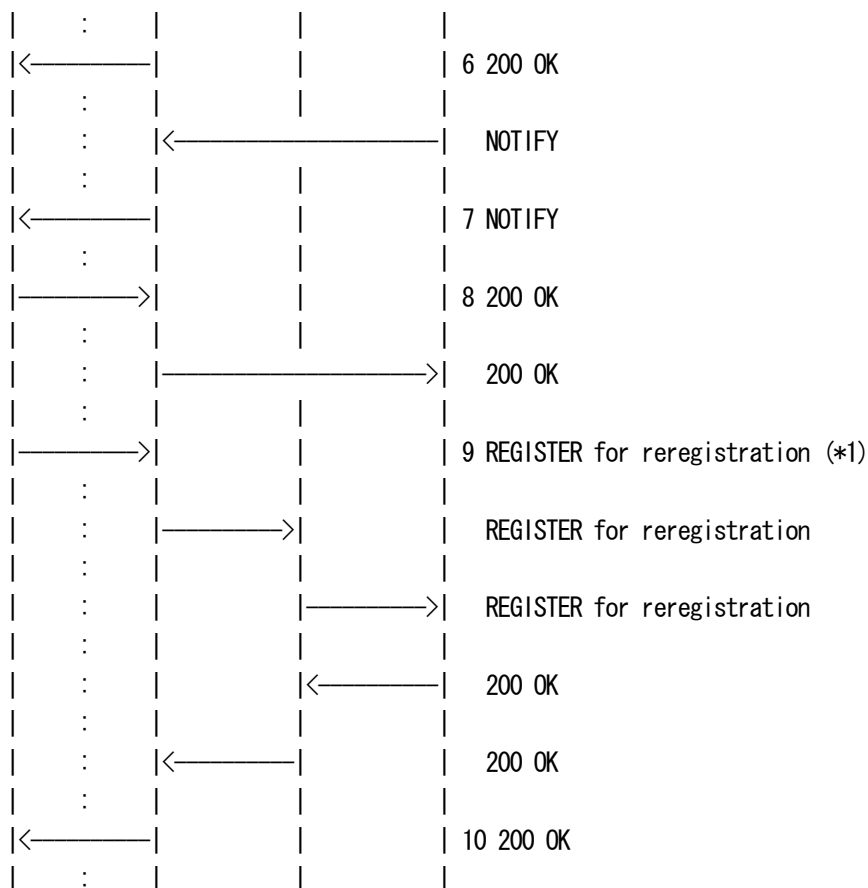 6 200 OK
NOTIFY
7 NOTIFY
8 200 OK
200 OK
9 REGISTER for reregistration (*1)
REGISTER for reregistration
REGISTER for reregistration
200 OK
200 OK
10 200 OK